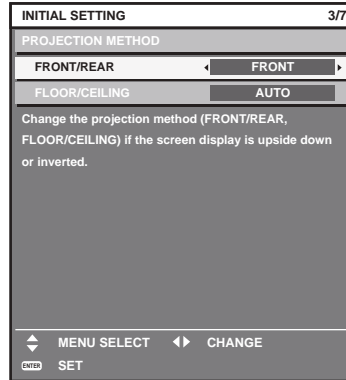 INITIAL SETTING 3/7
PROJECTION METHOD
FRONT/REAR FRONT
FLOOR/CEILING AUTO
Change the projection method (FRONT/REAR,
FLOOR/CEILING) if the screen display is upside down
or inverted.
MENU SELECT CHANGE
ENTER SET